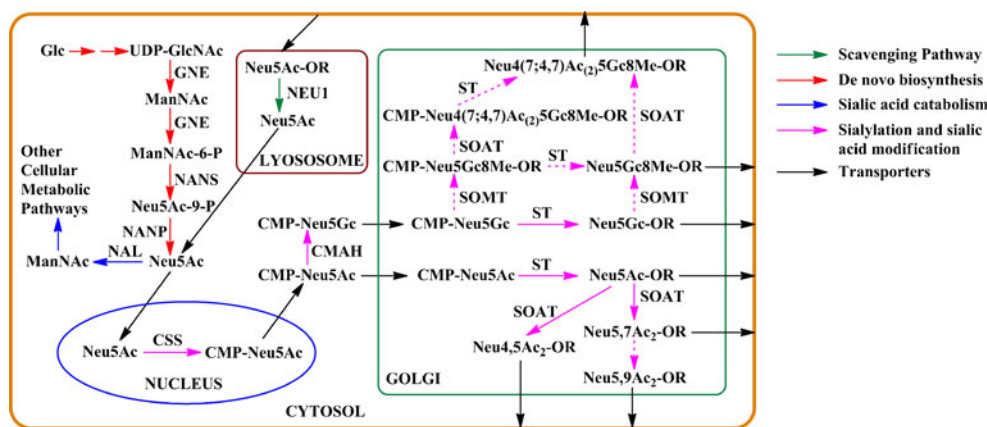 Glc
UDP-GlcNAc
GNE
ManNAc
GNE
ManNAc-6-P
NANS
Neu5Ac-9-P
NANP
Neu5Ac
NAL
ManNAc
Other
Cellular
Metabolic
Pathways
Neu5Ac-OR
NEU1
Neu5Ac
LYOSOSOME
Neu5Ac
CSS
CMP-Neu5Ac
NUCLEUS
CYTOSOL
CMP-Neu5Gc
CMAH
CMP-Neu5Ac
Neu4(7;4,7)Ac(2)5Gc8Me-OR
ST
CMP-Neu4(7;4,7)Ac(2)5Gc8Me-OR
SOAT
SOAT
CMP-Neu5Gc8Me-OR
ST
Neu5Gc8Me-OR
SOMT
SOMT
CMP-Neu5Gc
ST
Neu5Gc-OR
CMP-Neu5Ac
ST
Neu5Ac-OR
SOAT
SOAT
Neu5,7Ac2-OR
Neu4,5Ac2-OR
Neu5,9Ac2-OR
GOLGI
Scavenging Pathway
De novo biosynthesis
Sialic acid catabolism
Sialylation and sialic
acid modification
Transporters